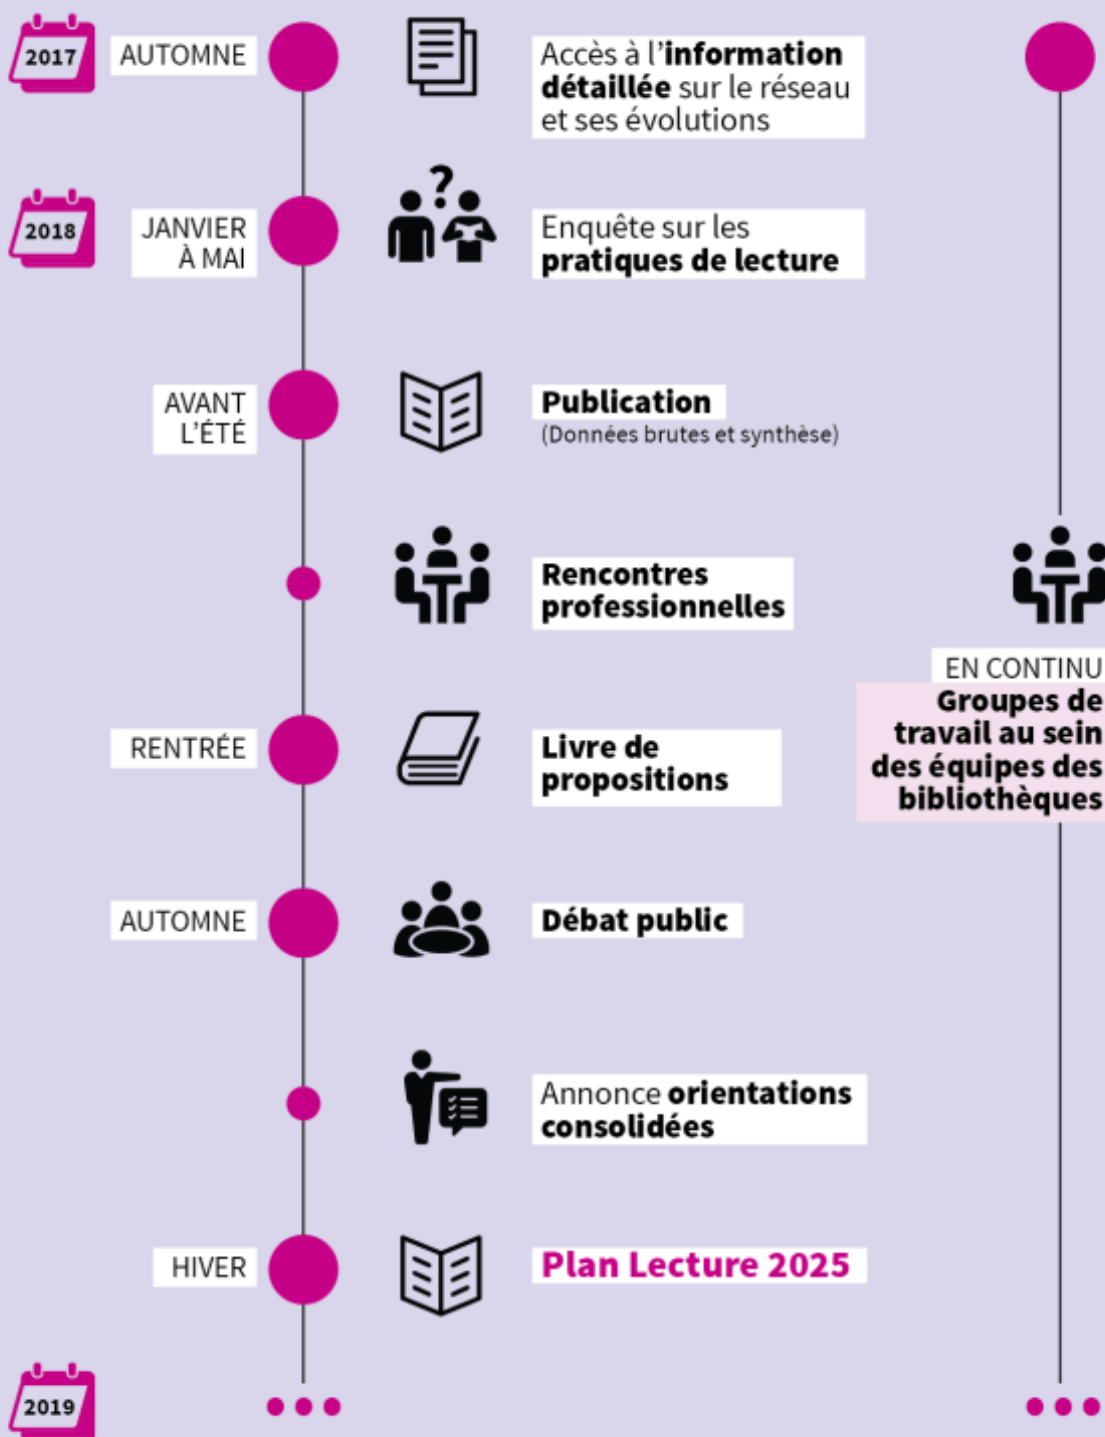 2017
AUTOMNE
Accès à l’information
détaillée sur le réseau
et ses évolutions
2018
JANVIER
À MAI
?
Enquête sur les
pratiques de lecture
AVANT
L’ÉTÉ
Publication
(Données brutes et synthèse)
Rencontres
professionnelles
EN CONTINU
Groupes de
travail au sein
des équipes des
bibliothèques
RENTRÉE
Livre de
propositions
AUTOMNE
Débat public
Annonce orientations
consolidées
HIVER
Plan Lecture 2025
2019